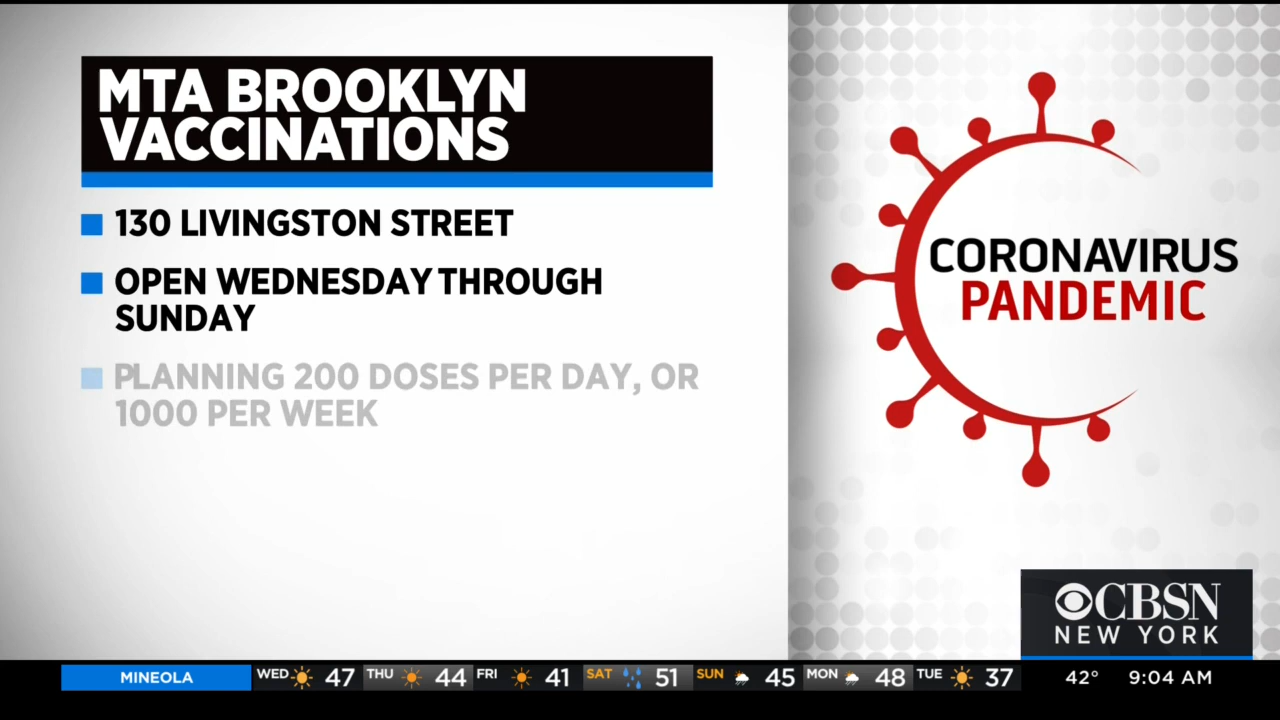 MTA BROOKLYN
VACCINATIONS
130 LIVINGSTON STREET
OPEN WEDNESDAY THROUGH
SUNDAY
PLANNING 200 DOSES PER DAY, OR
1000 PER WEEK
CORONAVIRUS
PANDEMIC
CBSN
NEW YORK
MINEOLA WED 47 THU 44 FRI 41 SAT 51 SUN 45 MON 48 TUE 37 42° 9:04 AM